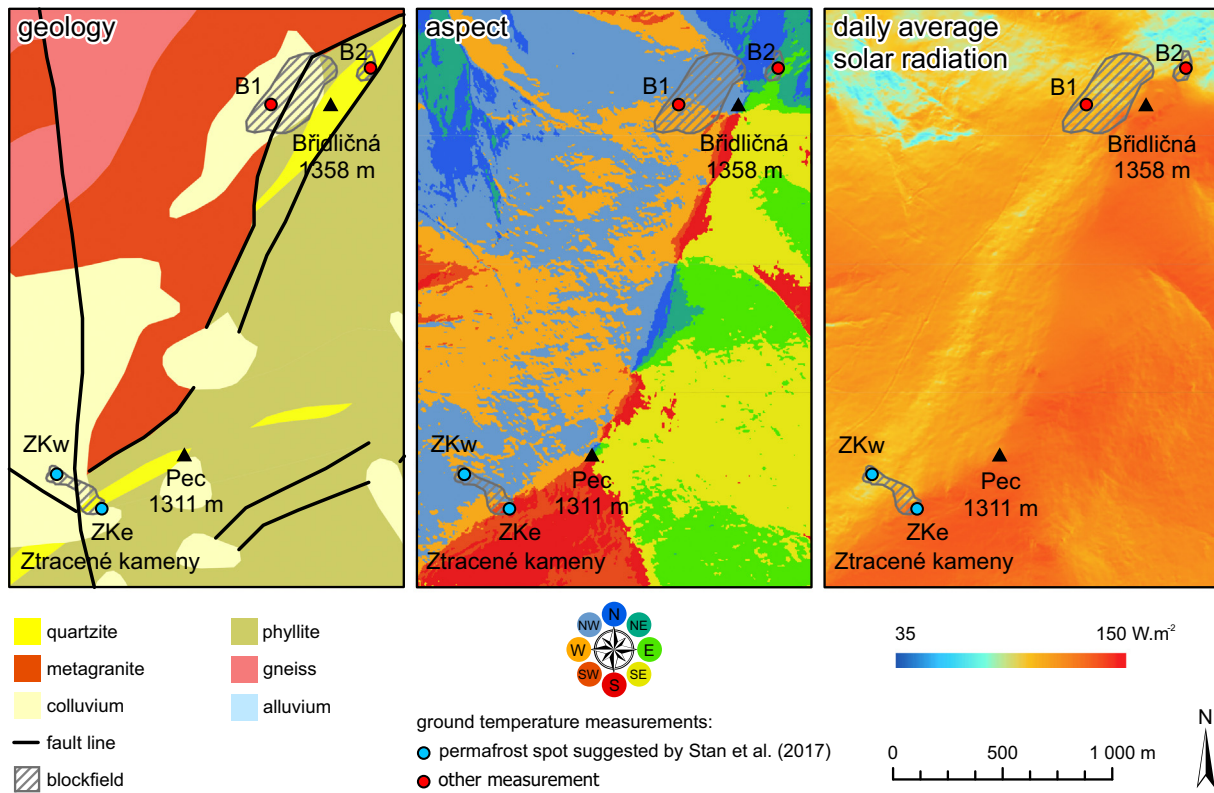 geology
B1
B2
Břidličná
1358 m
ZKw
Pec
1311 m
ZKe
Ztracené kameny
aspect
B1
B2
Břidličná
1358 m
ZKw
Pec
1311 m
ZKe
Ztracené kameny
daily average
solar radiation
B1
B2
Břidličná
1358 m
ZKw
Pec
1311 m
ZKe
Ztracené kameny
quartzite
metagranite
colluvium
fault line
blockfield
phyllite
gneiss
alluvium
N
NW
NE
W
E
SW
SE
S
ground temperature measurements:
permafrost spot suggested by Stan et al. (2017)
other measurement
35
150 W.m-2
0
500
1 000 m
N